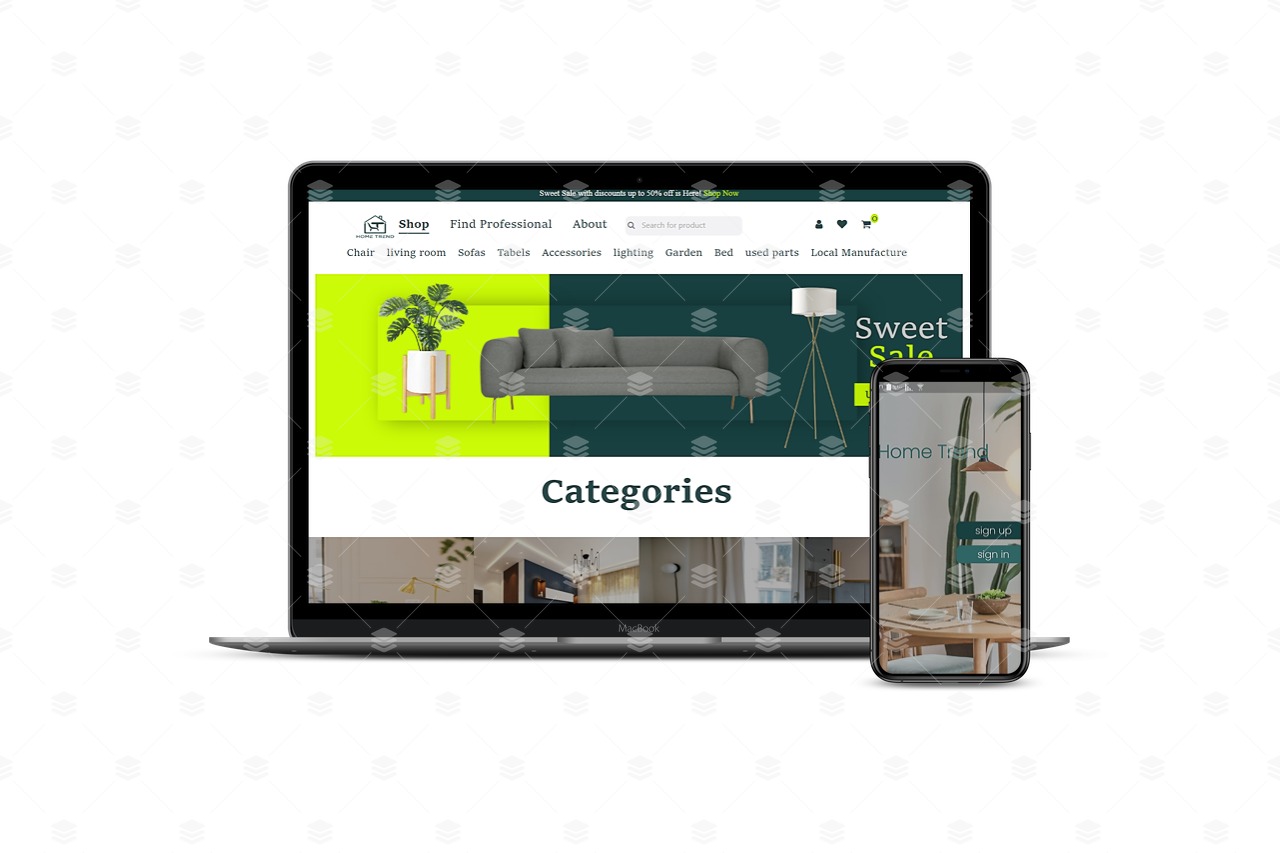 Sweet Sale with discounts up to 50% off is Here! Shop Now
HOME TREND
Shop Find Professional About Search for product 0
Chair living room Sofas Tabels Accessories lighting Garden Bed used parts Local Manufacture
Sweet
Sale
Categories
MacBook
Home Trend
sign up
sign in